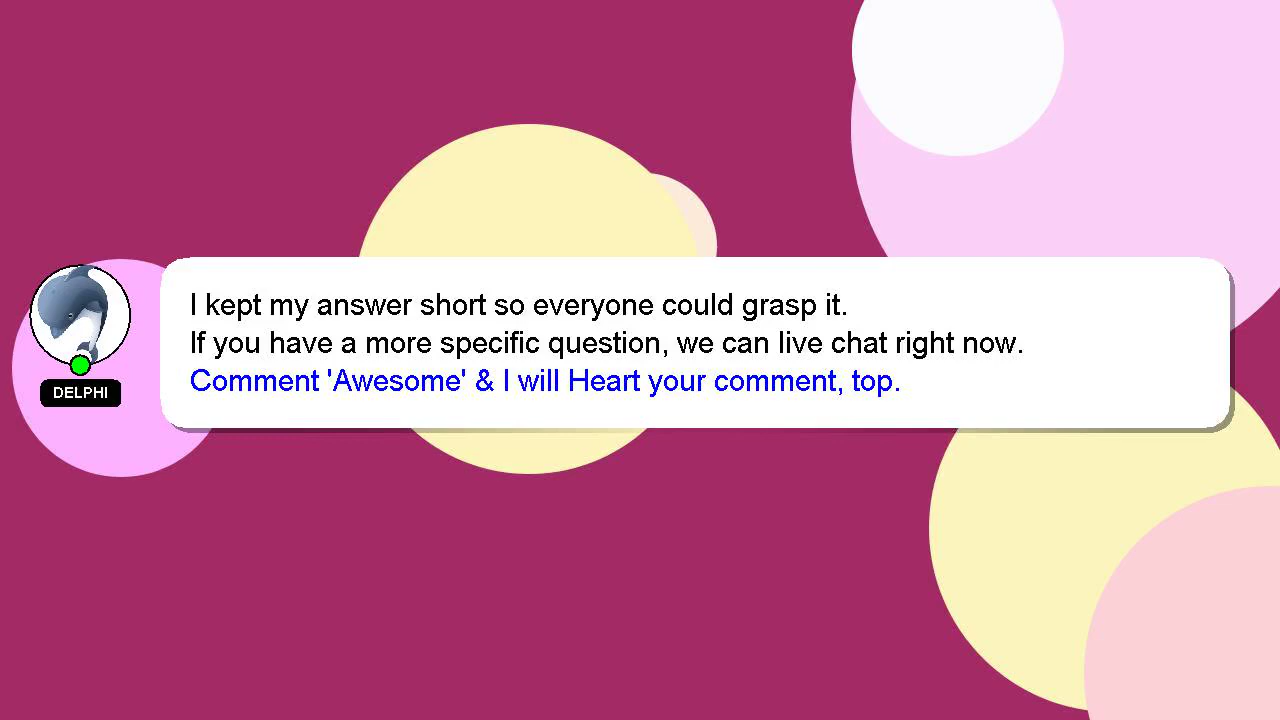 I kept my answer short so everyone could grasp it.
If you have a more specific question, we can live chat right now.
Comment 'Awesome' & I will Heart your comment, top.
DELPHI